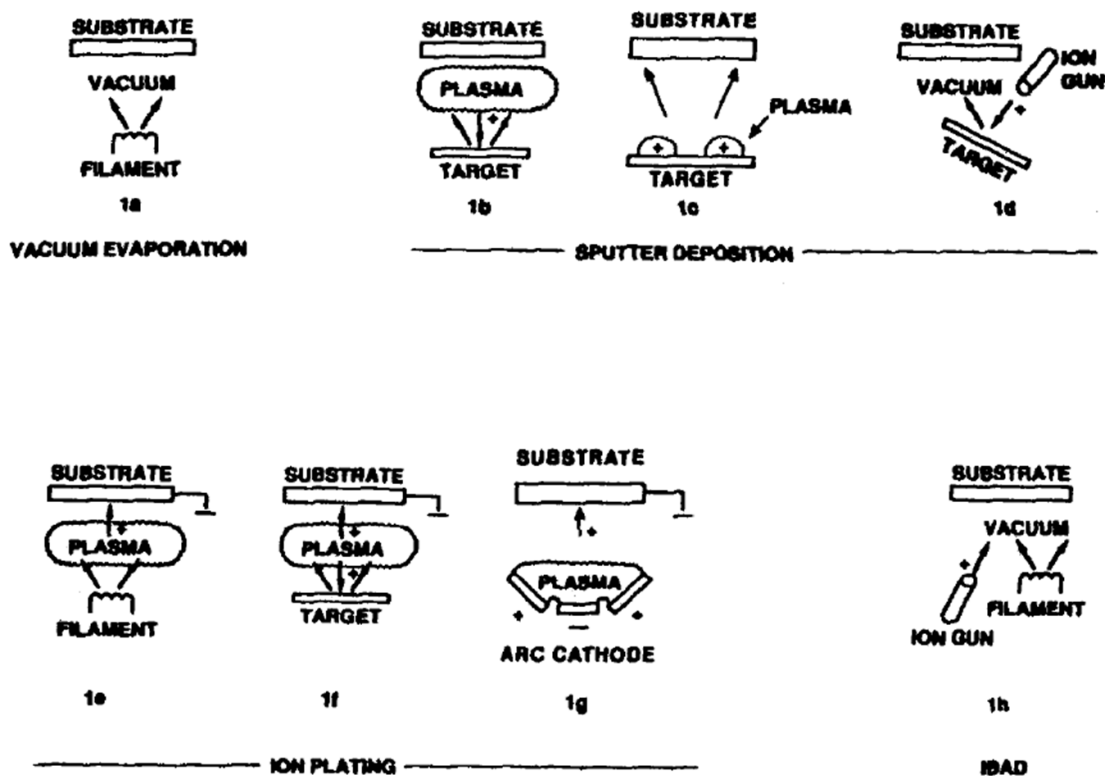 SUBSTRATE
VACUUM
FILAMENT
1a
VACUUM EVAPORATION
SUBSTRATE
PLASMA
+
TARGET
1b
SUBSTRATE
PLASMA
+ +
TARGET
1c
SUBSTRATE
ION
GUN
VACUUM
+
TARGET
1d
SPUTTER DEPOSITION
SUBSTRATE
+
PLASMA
FILAMENT
1e
SUBSTRATE
+
PLASMA
+
TARGET
1f
SUBSTRATE
+
PLASMA
+ − +
ARC CATHODE
1g
ION PLATING
SUBSTRATE
VACUUM
+
FILAMENT
ION GUN
1h
IBAD